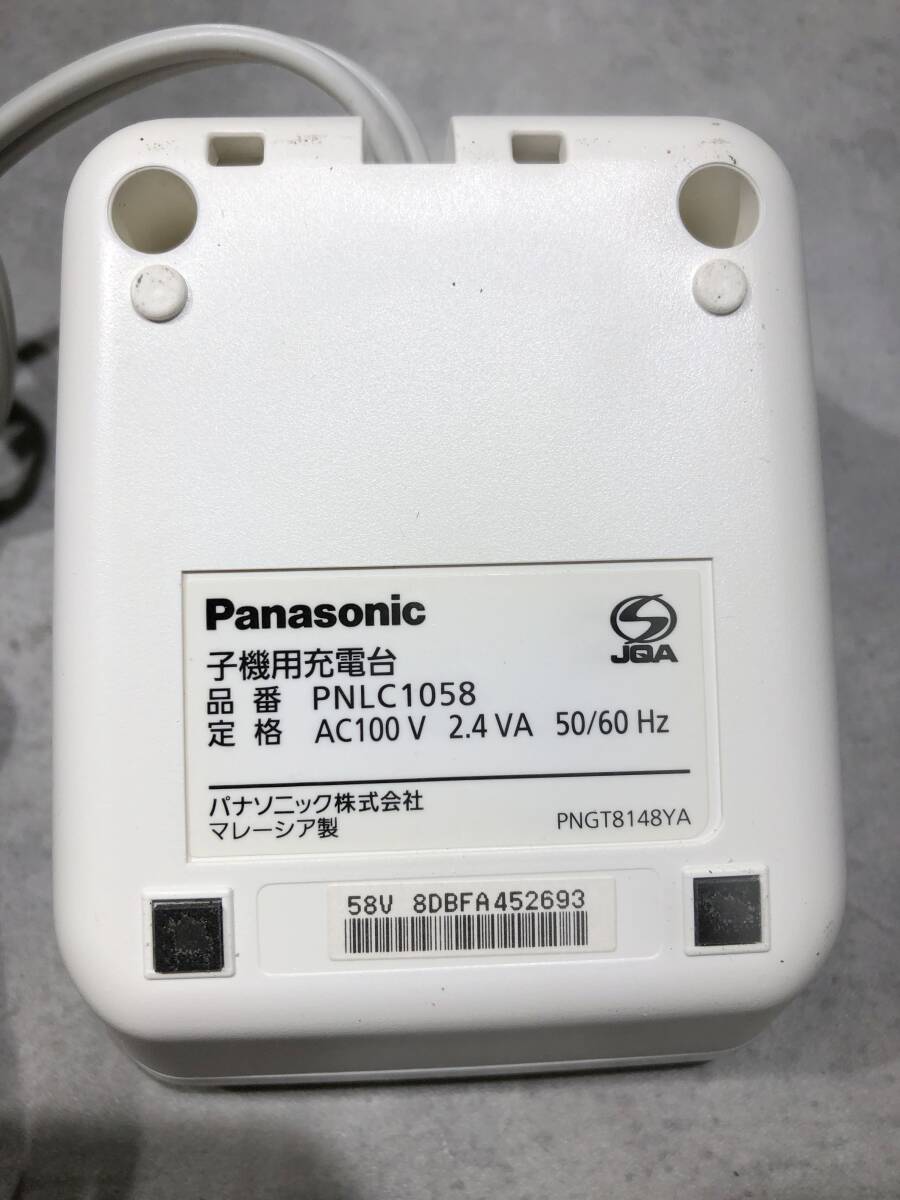 Panasonic
JQA
子機用充電台
品番 PNLC1058
定格 AC100 V 2.4 VA 50/60 Hz
パナソニック株式会社
マレーシア製
PNGT8148YA
58V 8DBFA452693